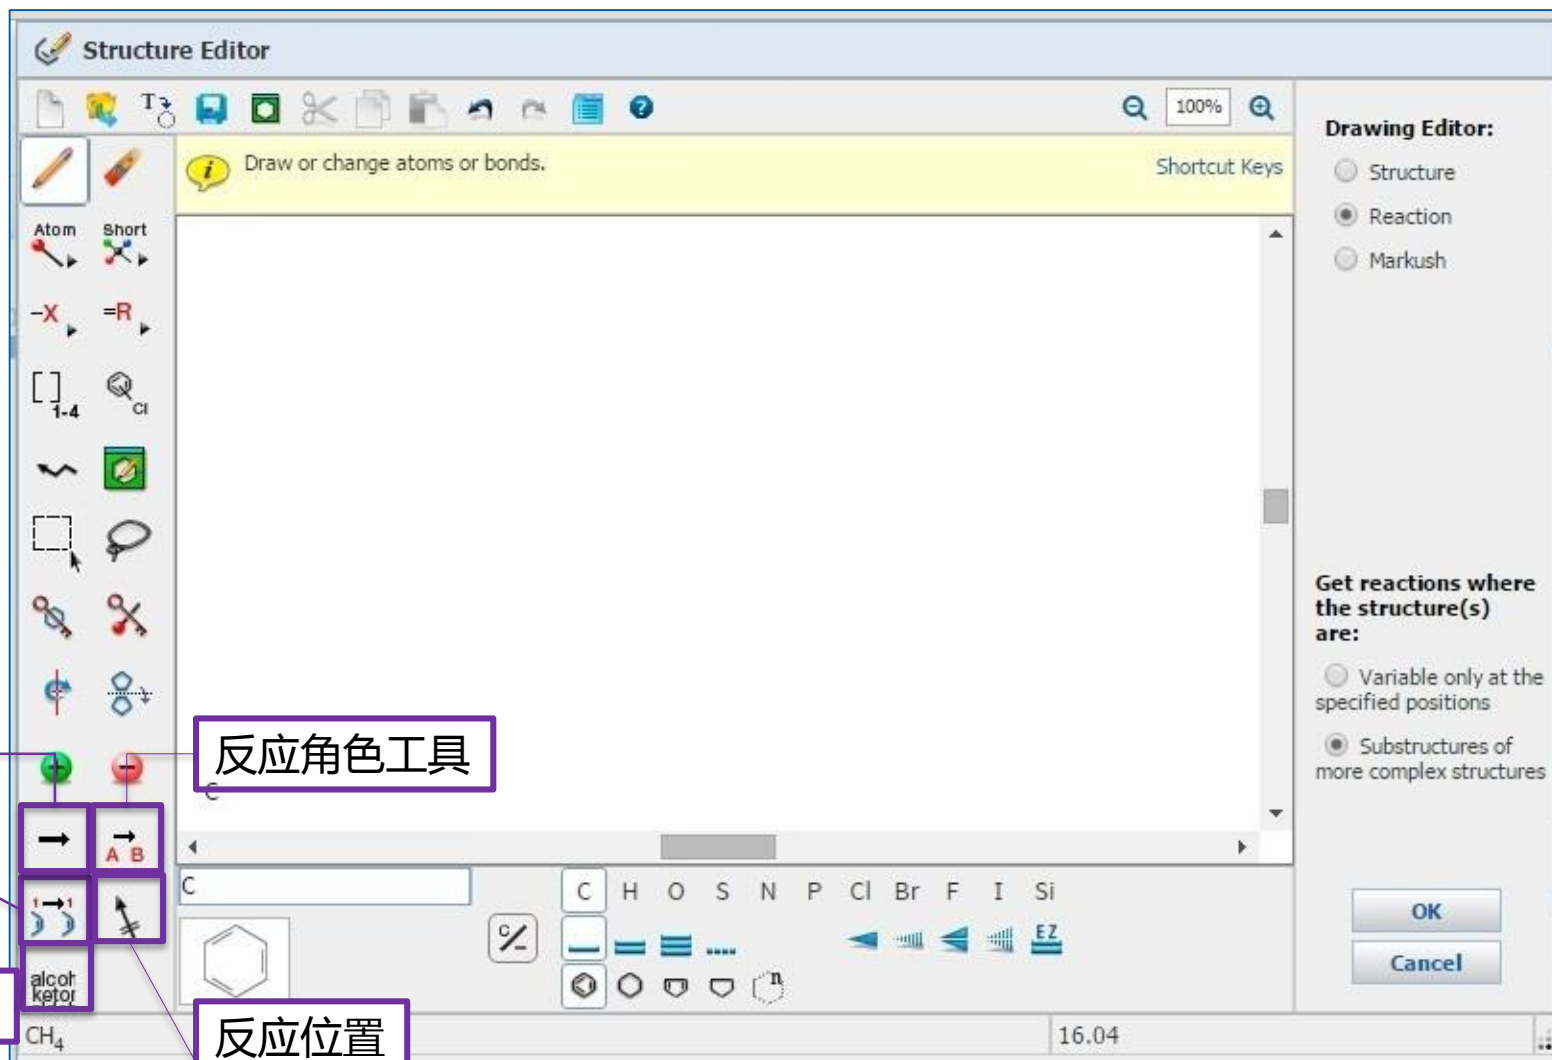 Structure Editor
T
100%
Draw or change atoms or bonds.
Shortcut Keys
Drawing Editor:
Structure
Reaction
Markush
Atom
Short
-X
=R
[ ] 1-4
Cl
Get reactions where
the structure(s)
are:
Variable only at the
specified positions
Substructures of
more complex structures
反应角色工具
C
A B
1 1
C
C H O S N P Cl Br F I Si
C
EZ
n
alcoh
ketor
反应位置
OK
Cancel
CH4
16.04